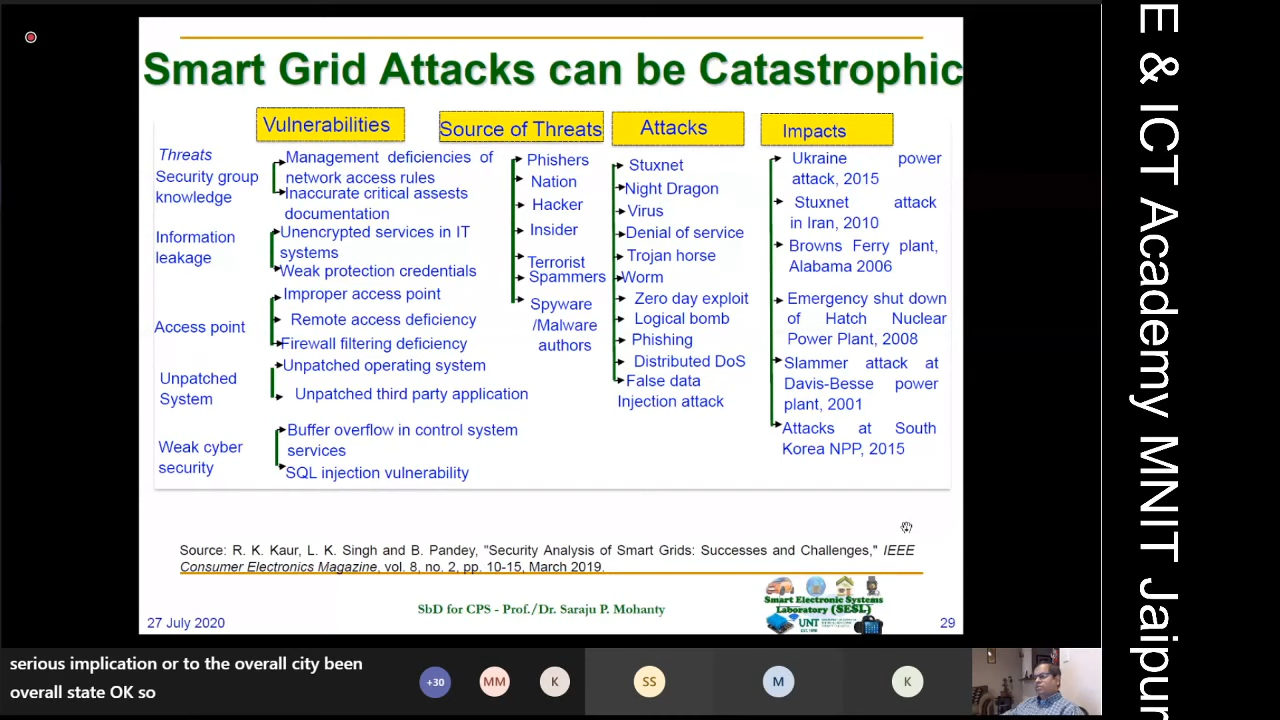 Smart Grid Attacks can be Catastrophic
Vulnerabilities
Source of Threats
Attacks
Impacts
Threats
Security group
knowledge
Information
leakage
Access point
Unpatched
System
Weak cyber
security
Management deficiencies of
network access rules
Inaccurate critical assests
documentation
Unencrypted services in IT
systems
Weak protection credentials
Improper access point
Remote access deficiency
Firewall filtering deficiency
Unpatched operating system
Unpatched third party application
Buffer overflow in control system
services
SQL injection vulnerability
Phishers
Nation
Hacker
Insider
Terrorist
Spammers
Spyware
/Malware
authors
Stuxnet
Night Dragon
Virus
Denial of service
Trojan horse
Worm
Zero day exploit
Logical bomb
Phishing
Distributed DoS
False data
Injection attack
Ukraine power
attack, 2015
Stuxnet attack
in Iran, 2010
Browns Ferry plant,
Alabama 2006
Emergency shut down
of Hatch Nuclear
Power Plant, 2008
Slammer attack at
Davis-Besse power
plant, 2001
Attacks at South
Korea NPP, 2015
Source: R. K. Kaur, L. K. Singh and B. Pandey, "Security Analysis of Smart Grids: Successes and Challenges," IEEE
Consumer Electronics Magazine, vol. 8, no. 2, pp. 10-15, March 2019.
27 July 2020
SbD for CPS - Prof./Dr. Saraju P. Mohanty
Smart Electronic Systems
Laboratory (SESL)
UNT
29
serious implication or to the overall city been
overall state OK so
+30
MM
K
SS
M
K
E & ICT Academy MNIT Jaipur